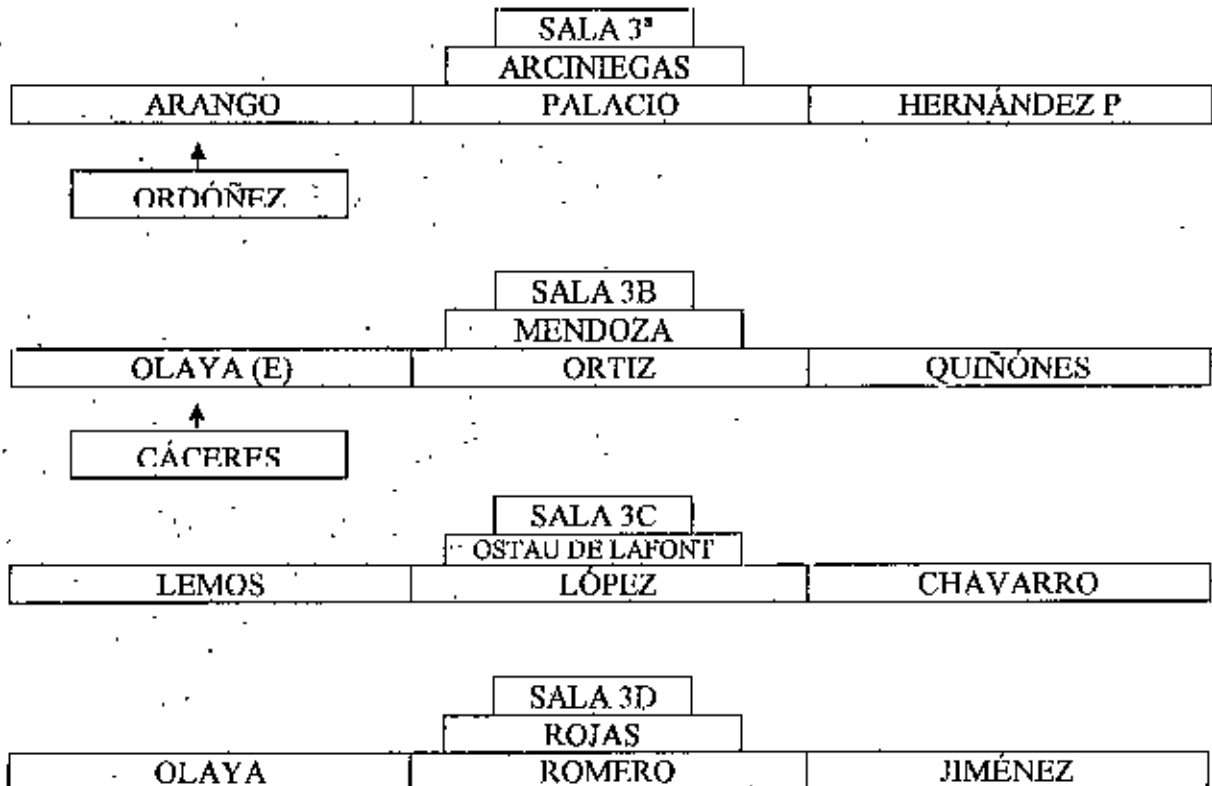 SALA 3ª
ARCINIEGAS
ARANGO PALACIO HERNÁNDEZ P
ORDÓÑEZ
SALA 3B
MENDOZA
OLAYA (E) ORTIZ QUIÑÓNES
CÁCERES
SALA 3C
OSTAU DE LAFONT
LEMOS LÓPEZ CHAVARRO
SALA 3D
ROJAS
OLAYA ROMERO JIMÉNEZ